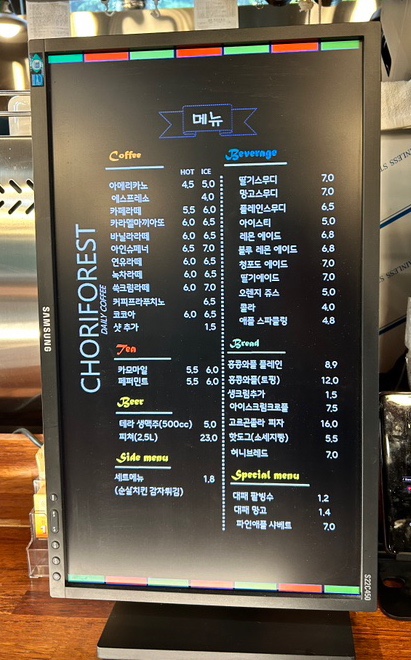 메뉴
CHORIFOREST
DAILY COFFEE
Coffee
HOT ICE
아메리카노 4,5 5,0
에스프레소 4,0
카페라떼 5,5 6,0
카라멜마끼아또 6,0 6,5
바닐라라떼 6,0 6,5
아인슈패너 6,5 7,0
연유라떼 6,0 6,5
녹차라떼 6,0 6,5
쑥크림라떼 6,0 7,0
커피프라푸치노 6,5
코코아 6,0 6,5
샷 추가 1,5
Tea
카모마일 5,5 6,0
페퍼민트 5,5 6,0
Beer
테라 생맥주(500cc) 5,0
피쳐(2,5L) 23,0
Side menu
세트메뉴 1,8
(순살치킨 감자튀김)
Beverage
딸기스무디 7,0
망고스무디 7,0
플레인스무디 6,5
아이스티 5,0
레몬 에이드 6,8
블루 레몬 에이드 6,8
청포도 에이드 7,0
딸기에이드 7,0
오렌지 쥬스 5,0
콜라 4,0
애플 스파클링 4,8
Bread
플레인 8,9
(토핑) 12,0
생크림추가 1,5
아이스크림크로플 7,5
고르곤졸라 피자 16,0
핫도그(소세지빵) 5,5
허니브레드 7,0
Special menu
대패 팥빙수 1,2
대패 망고 1,4
파인애플 샤베트 7,0
SAMSUNG
S22C450